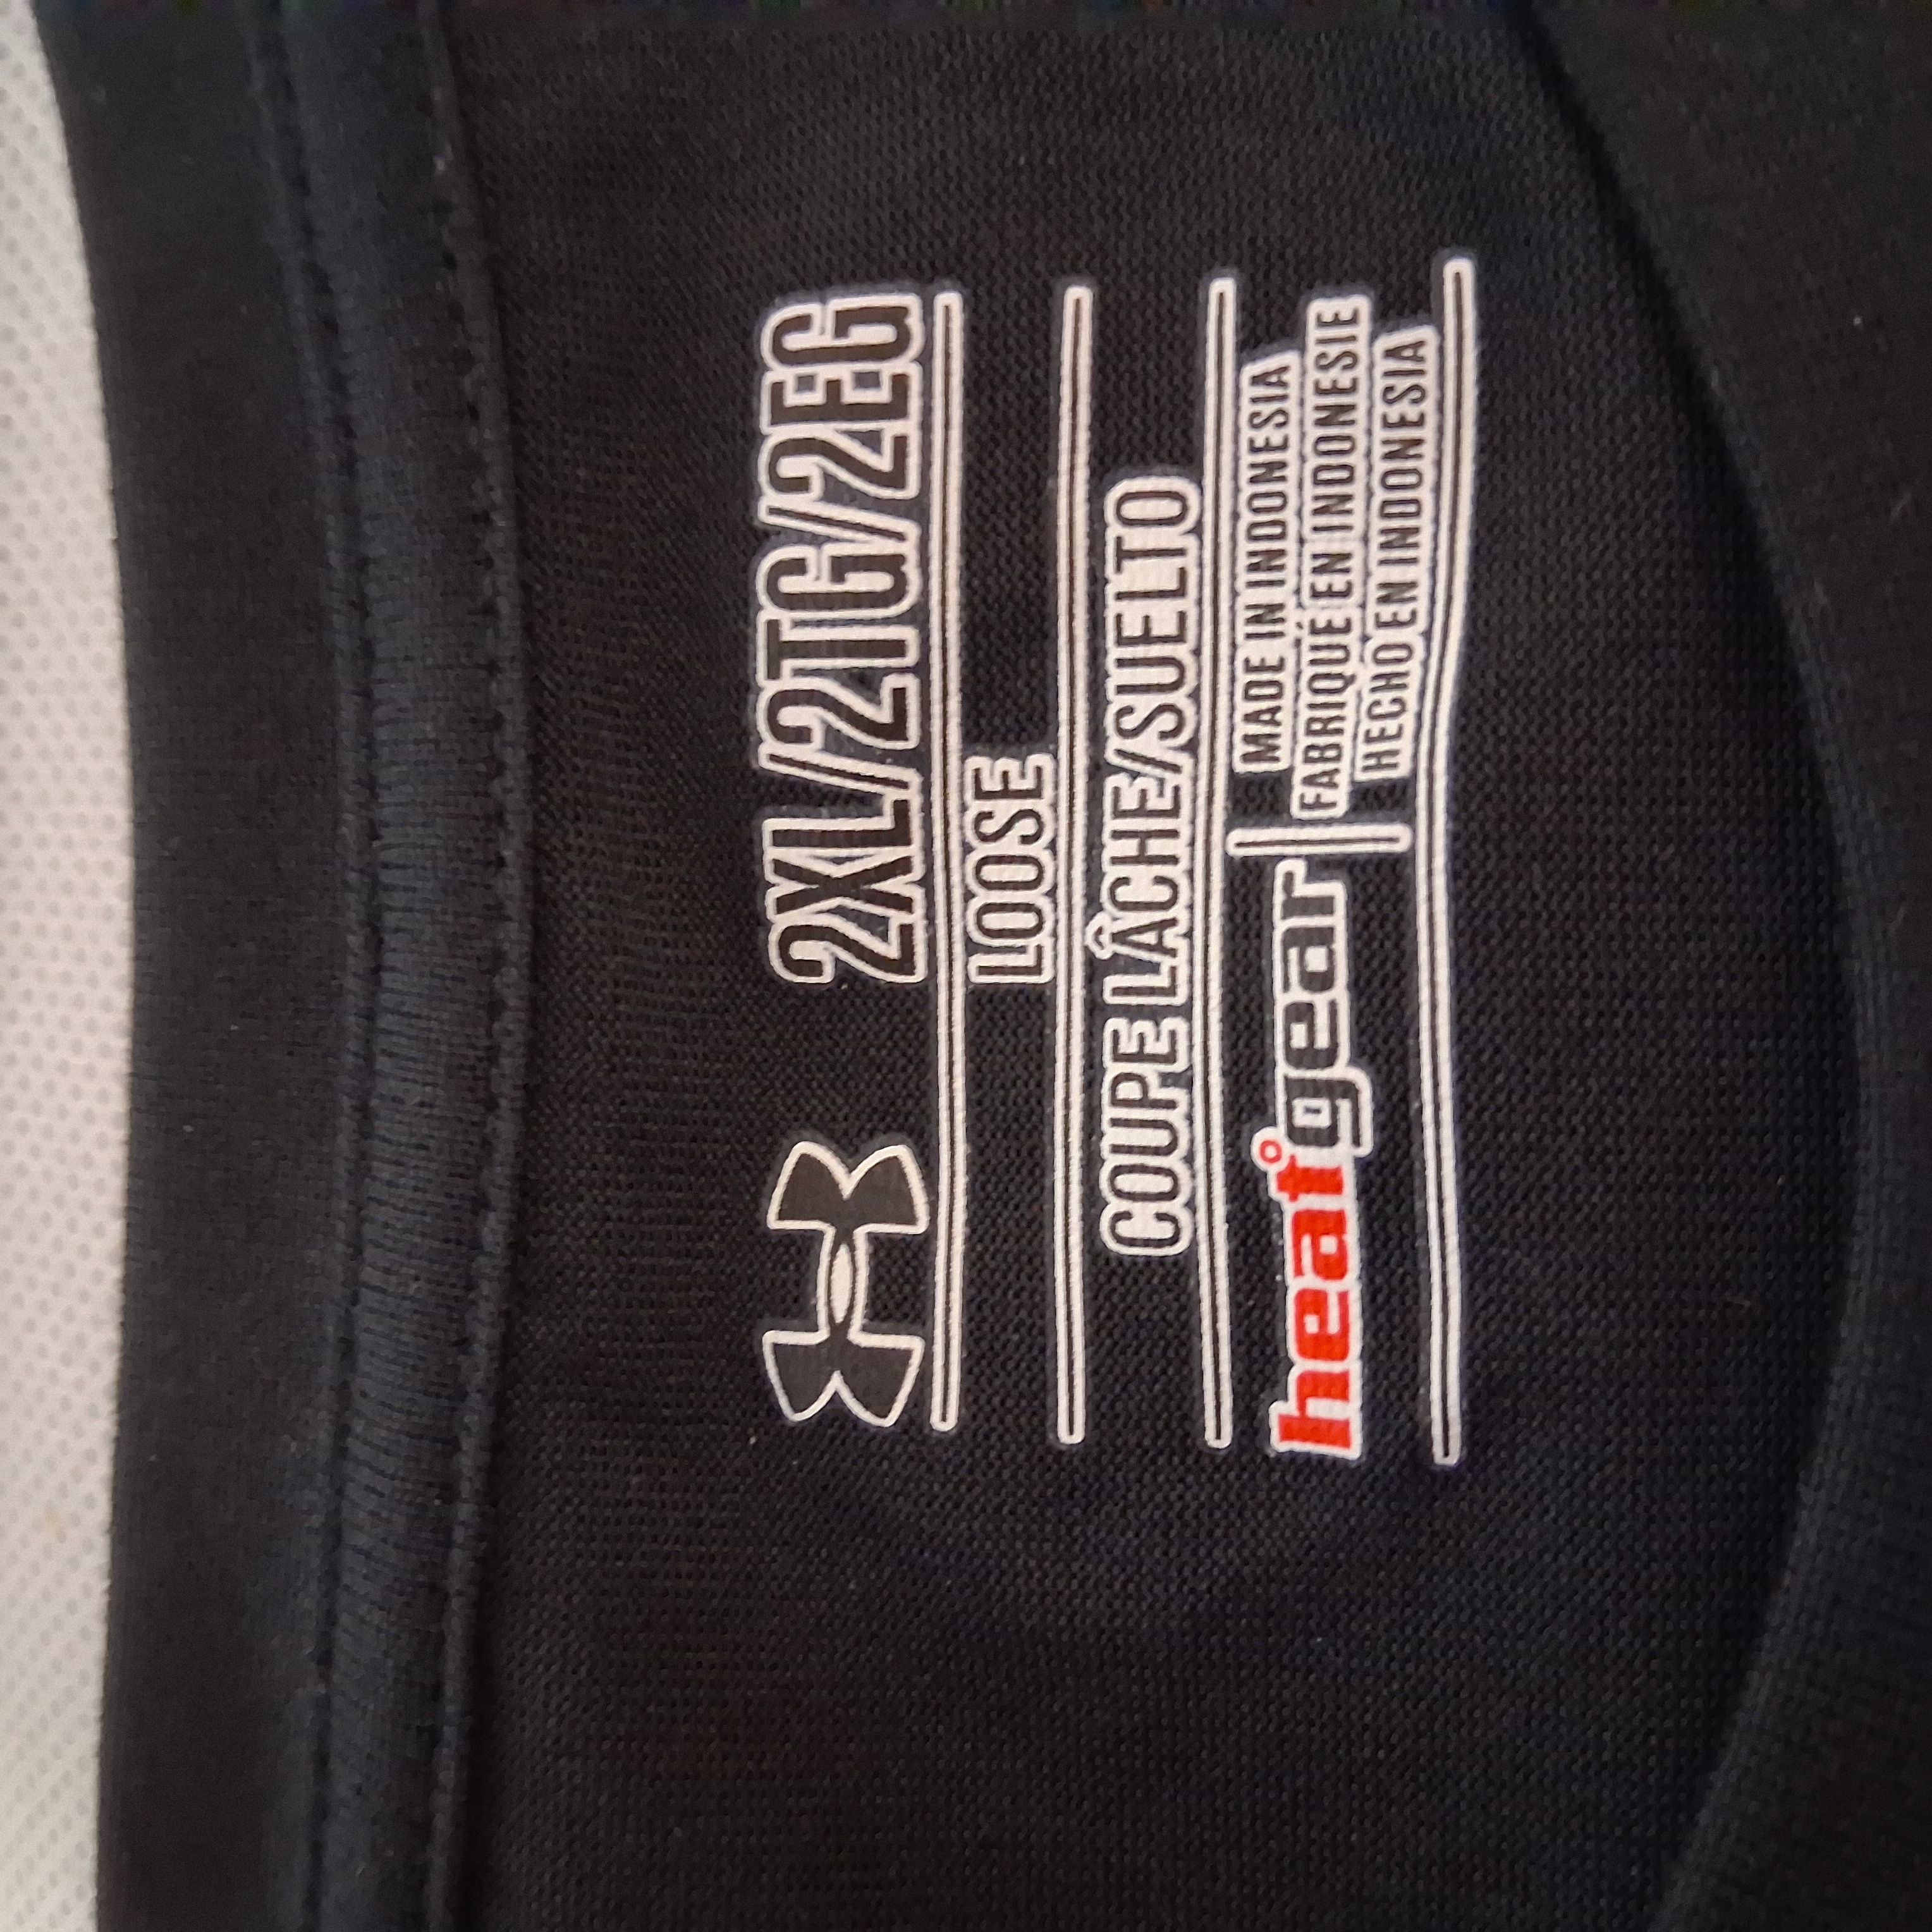 2XL/2TG/2EG
LOOSE
COUPE LÂCHE/SUELTO
heatgear
MADE IN INDONESIA
FABRIQUÉ EN INDONESIE
HECHO EN INDONESIA